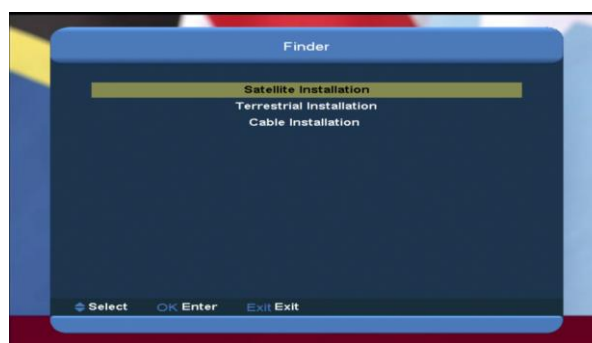 Finder
Satellite Installation
Terrestrial Installation
Cable Installation
Select OK Enter Exit Exit